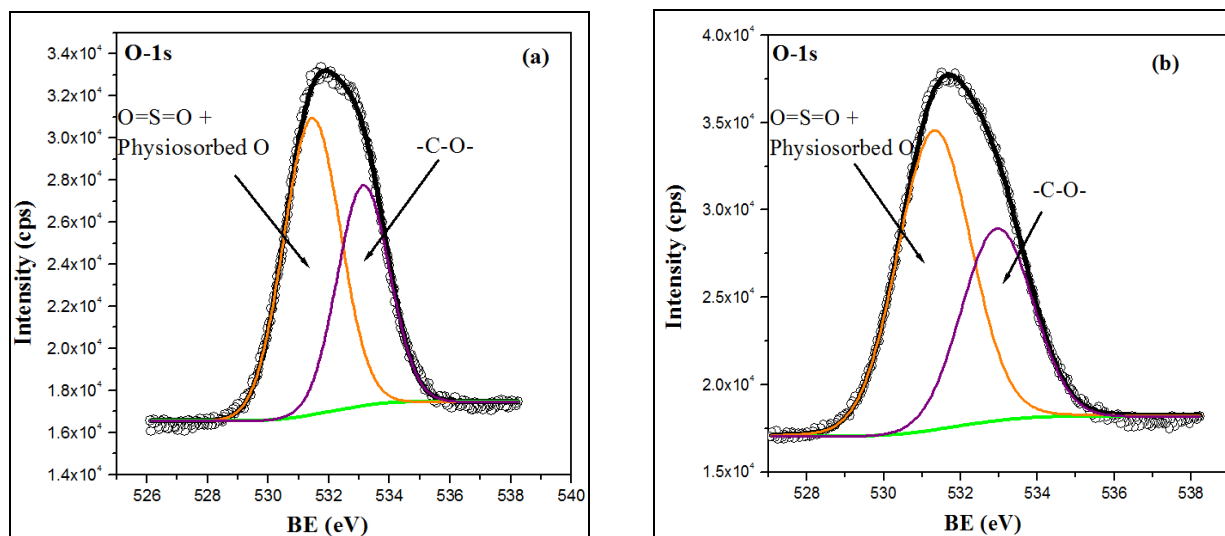 O-1s
(a)
O=S=O +
Physiosorbed O
-C-O-
3.4x10⁴
3.2x10⁴
3.0x10⁴
2.8x10⁴
2.6x10⁴
2.4x10⁴
2.2x10⁴
2.0x10⁴
1.8x10⁴
1.6x10⁴
1.4x10⁴
Intensity (cps)
526 528 530 532 534 536 538 540
BE (eV)
O-1s
(b)
O=S=O +
Physiosorbed O
-C-O-
4.0x10⁴
3.5x10⁴
3.0x10⁴
2.5x10⁴
2.0x10⁴
1.5x10⁴
Intensity (cps)
528 530 532 534 536 538
BE (eV)